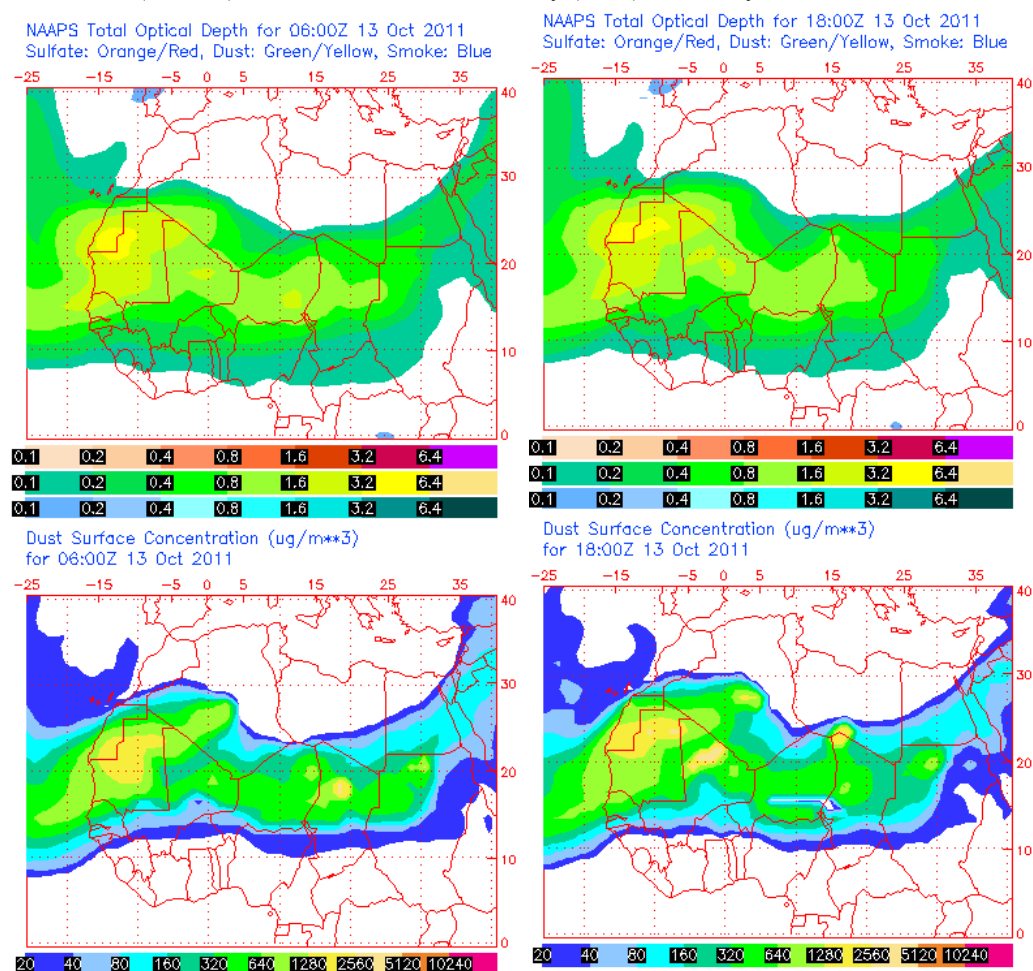 NAAPS Total Optical Depth for 06:00Z 13 Oct 2011
Sulfate: Orange/Red, Dust: Green/Yellow, Smoke: Blue
-25 -15 -5 0 5 15 25 35
40
30
20
10
0
0.1 0.2 0.4 0.8 1.6 3.2 6.4
0.1 0.2 0.4 0.8 1.6 3.2 6.4
0.1 0.2 0.4 0.8 1.6 3.2 6.4
NAAPS Total Optical Depth for 18:00Z 13 Oct 2011
Sulfate: Orange/Red, Dust: Green/Yellow, Smoke: Blue
-25 -15 -5 0 5 15 25 35
40
30
20
10
0
0.1 0.2 0.4 0.8 1.6 3.2 6.4
0.1 0.2 0.4 0.8 1.6 3.2 6.4
0.1 0.2 0.4 0.8 1.6 3.2 6.4
Dust Surface Concentration (ug/m**3)
for 06:00Z 13 Oct 2011
-25 -15 -5 0 5 15 25 35
40
30
20
10
0
20 40 80 160 320 640 1280 2560 5120 10240
Dust Surface Concentration (ug/m**3)
for 18:00Z 13 Oct 2011
-25 -15 -5 0 5 15 25 35
40
30
20
10
0
20 40 80 160 320 640 1280 2560 5120 10240